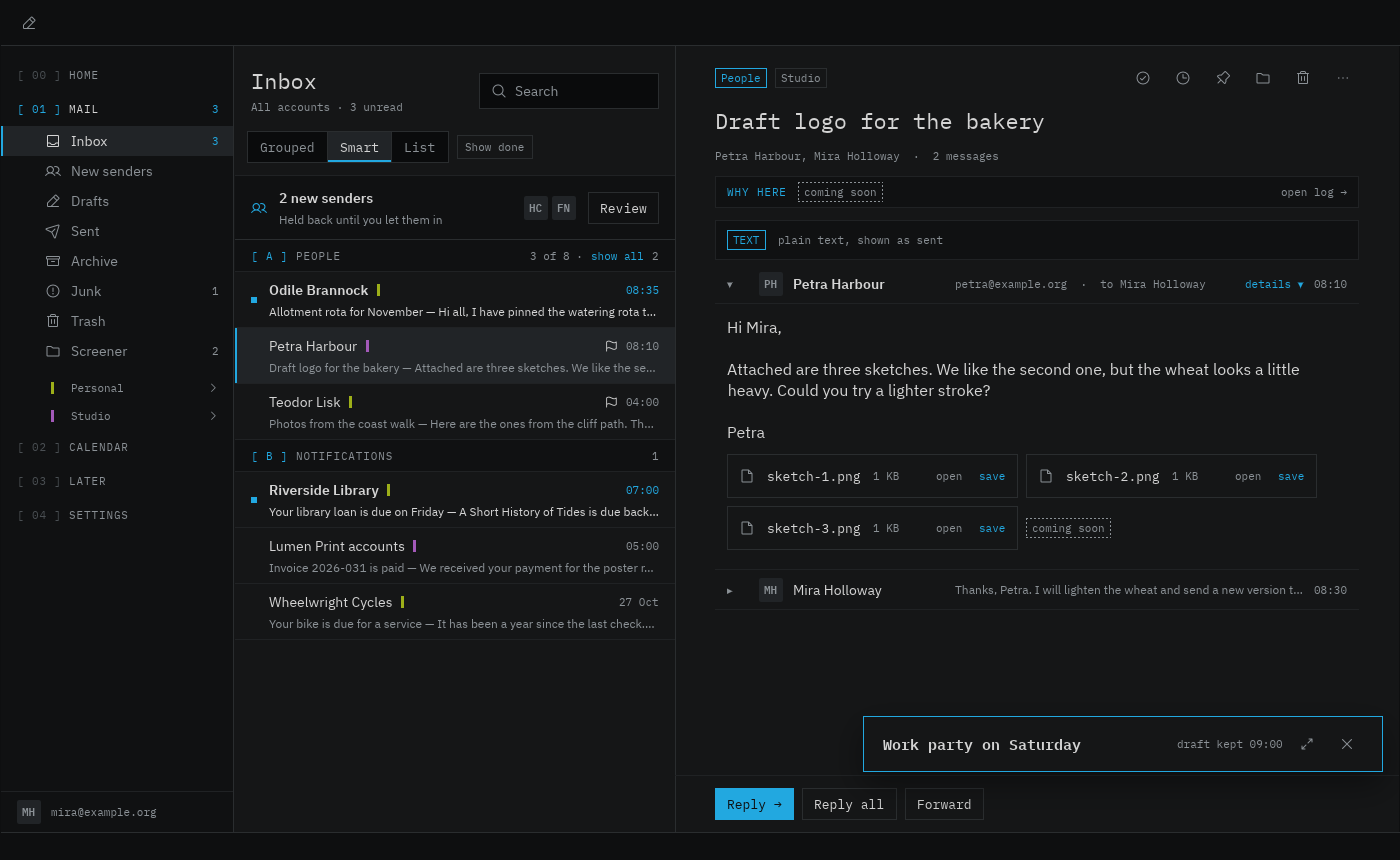 [ 00 ] HOME
[ 01 ] MAIL 3
Inbox 3
New senders
Drafts
Sent
Archive
Junk 1
Trash
Screener 2
Personal
Studio
[ 02 ] CALENDAR
[ 03 ] LATER
[ 04 ] SETTINGS
MH mira@example.org
Inbox
All accounts · 3 unread
Search
Grouped Smart List Show done
2 new senders
Held back until you let them in
HC FN Review
[ A ] PEOPLE 3 of 8 · show all 2
Odile Brannock 08:35
Allotment rota for November — Hi all, I have pinned the watering rota t…
Petra Harbour 08:10
Draft logo for the bakery — Attached are three sketches. We like the se…
Teodor Lisk 04:00
Photos from the coast walk — Here are the ones from the cliff path. Th…
[ B ] NOTIFICATIONS 1
Riverside Library 07:00
Your library loan is due on Friday — A Short History of Tides is due back…
Lumen Print accounts 05:00
Invoice 2026-031 is paid — We received your payment for the poster r…
Wheelwright Cycles 27 Oct
Your bike is due for a service — It has been a year since the last check.…
People Studio
Draft logo for the bakery
Petra Harbour, Mira Holloway · 2 messages
WHY HERE coming soon open log →
TEXT plain text, shown as sent
▾ PH Petra Harbour petra@example.org · to Mira Holloway details ▾ 08:10
Hi Mira,
Attached are three sketches. We like the second one, but the wheat looks a little
heavy. Could you try a lighter stroke?
Petra
sketch-1.png 1 KB open save
sketch-2.png 1 KB open save
sketch-3.png 1 KB open save
coming soon
▸ MH Mira Holloway Thanks, Petra. I will lighten the wheat and send a new version t… 08:30
Work party on Saturday draft kept 09:00
Reply → Reply all Forward